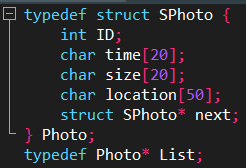 typedef struct SPhoto {
    int ID;
    char time[20];
    char size[20];
    char location[50];
    struct SPhoto* next;
} Photo;
typedef Photo* List;